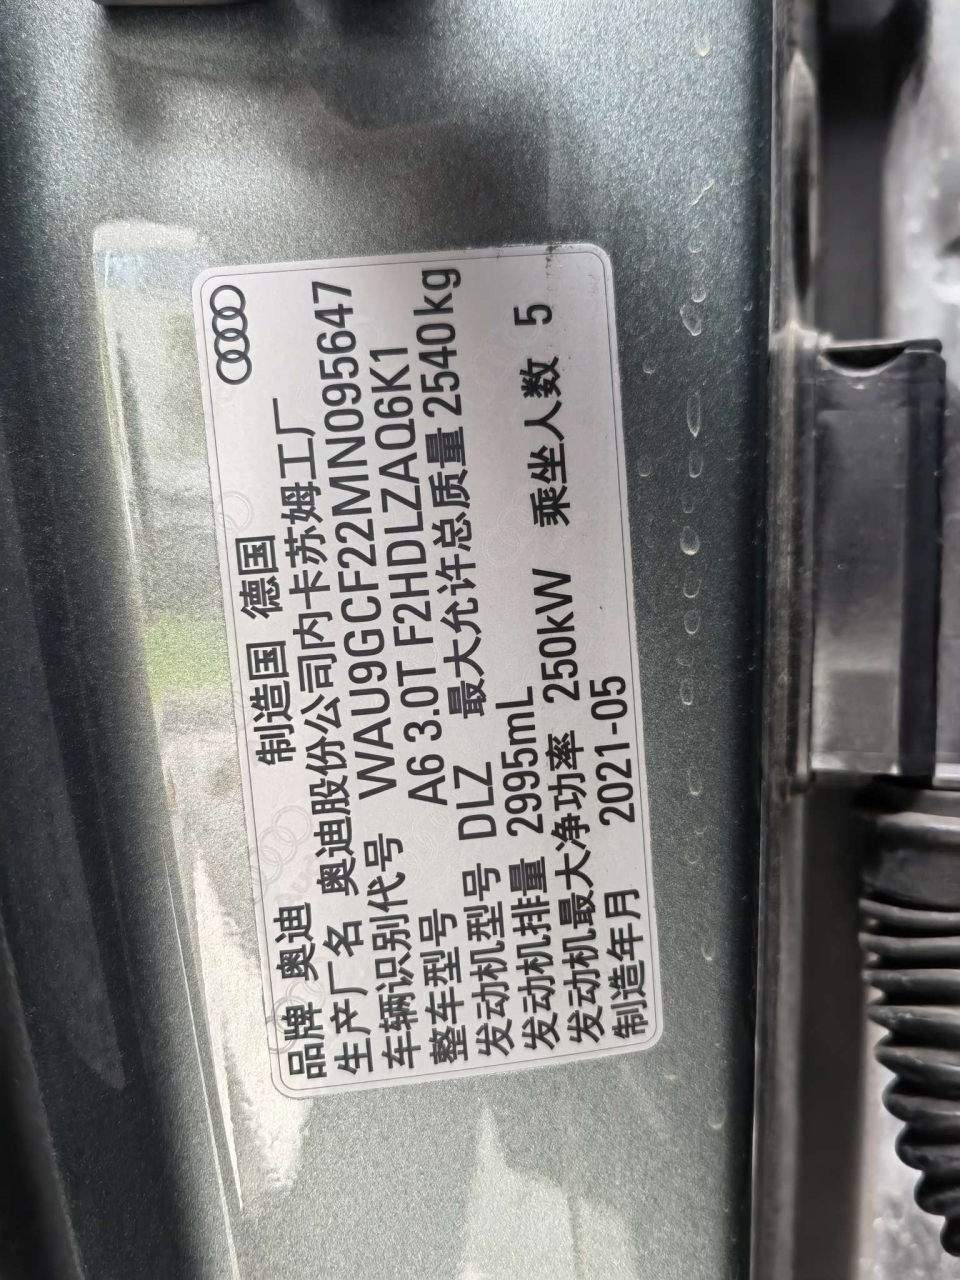 品牌 奥迪 制造国 德国
生产厂名 奥迪股份公司内卡苏姆工厂
车辆识别代号 WAU9GCF22MN095647
整车型号 A6 3.0T F2HDLZAQ6K1
发动机型号 DLZ 最大允许总质量 2540kg
发动机排量 2995mL
发动机最大净功率 250kW 乘坐人数 5
制造年月 2021-05